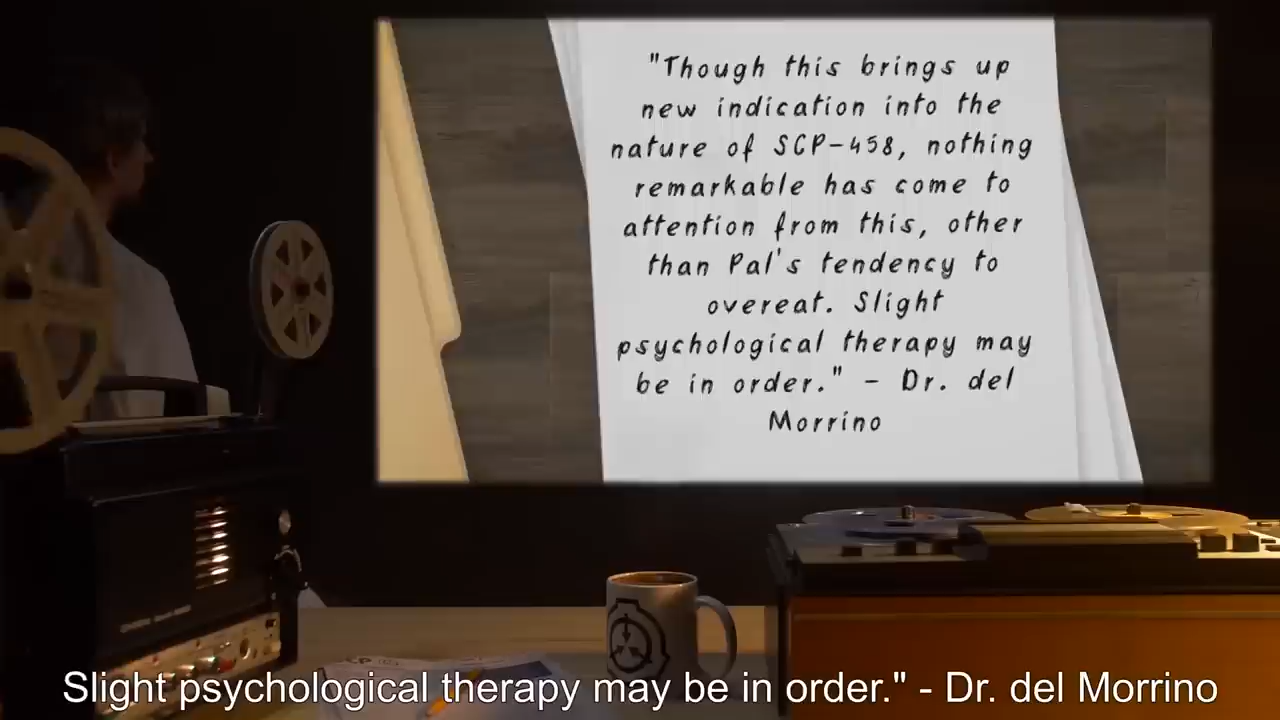 "Though this brings up
new indication into the
nature of SCP-458, nothing
remarkable has come to
attention from this, other
than Pal's tendency to
overeat. Slight
psychological therapy may
be in order." - Dr. del
Morrino
Slight psychological therapy may be in order." - Dr. del Morrino